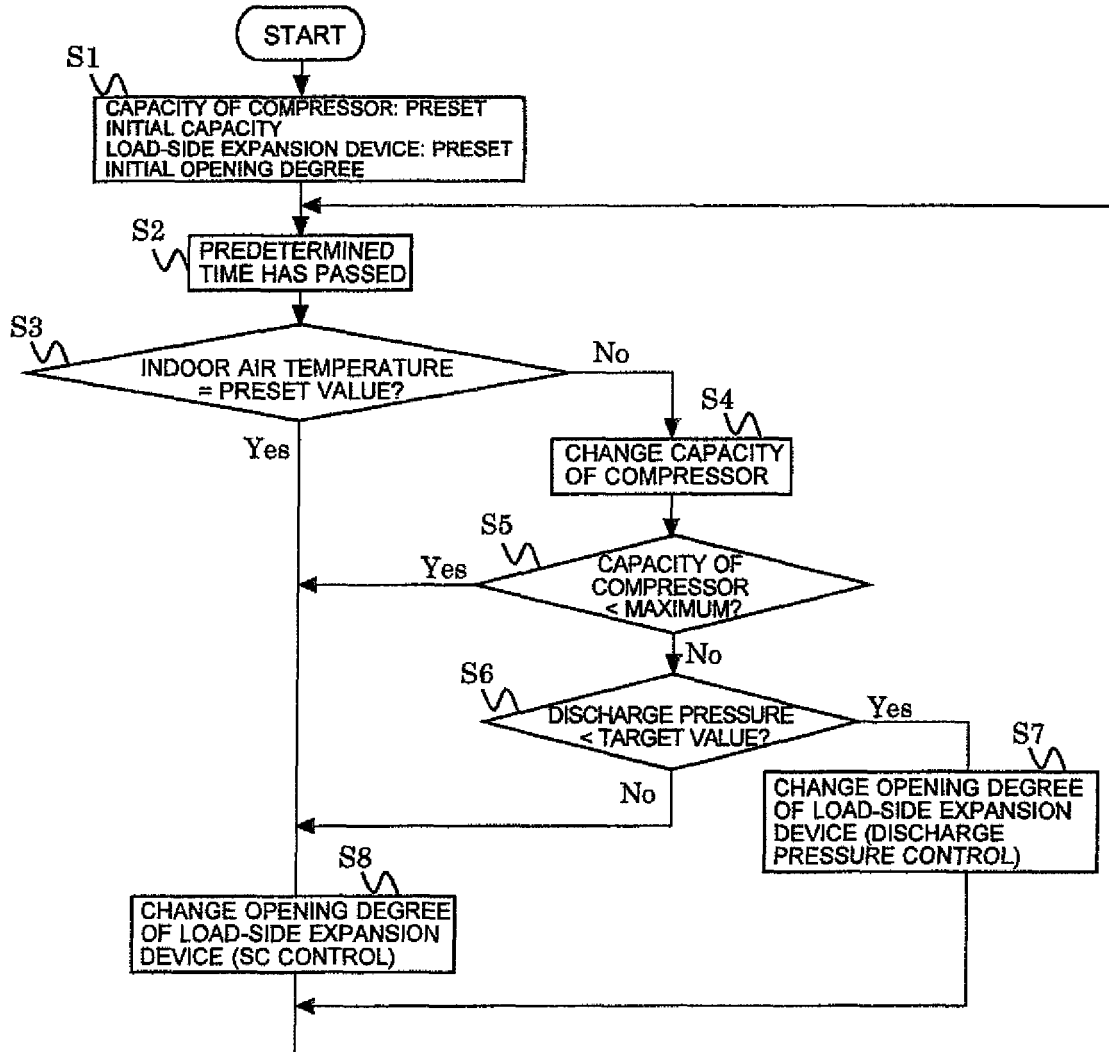 START
S1
CAPACITY OF COMPRESSOR: PRESET
INITIAL CAPACITY
LOAD-SIDE EXPANSION DEVICE: PRESET
INITIAL OPENING DEGREE
S2
PREDETERMINED
TIME HAS PASSED
S3
INDOOR AIR TEMPERATURE
= PRESET VALUE?
No
Yes
S4
CHANGE CAPACITY
OF COMPRESSOR
S5
CAPACITY OF
COMPRESSOR
< MAXIMUM?
Yes
No
S6
DISCHARGE PRESSURE
< TARGET VALUE?
Yes
No
S7
CHANGE OPENING DEGREE
OF LOAD-SIDE EXPANSION
DEVICE (DISCHARGE
PRESSURE CONTROL)
S8
CHANGE OPENING DEGREE
OF LOAD-SIDE EXPANSION
DEVICE (SC CONTROL)